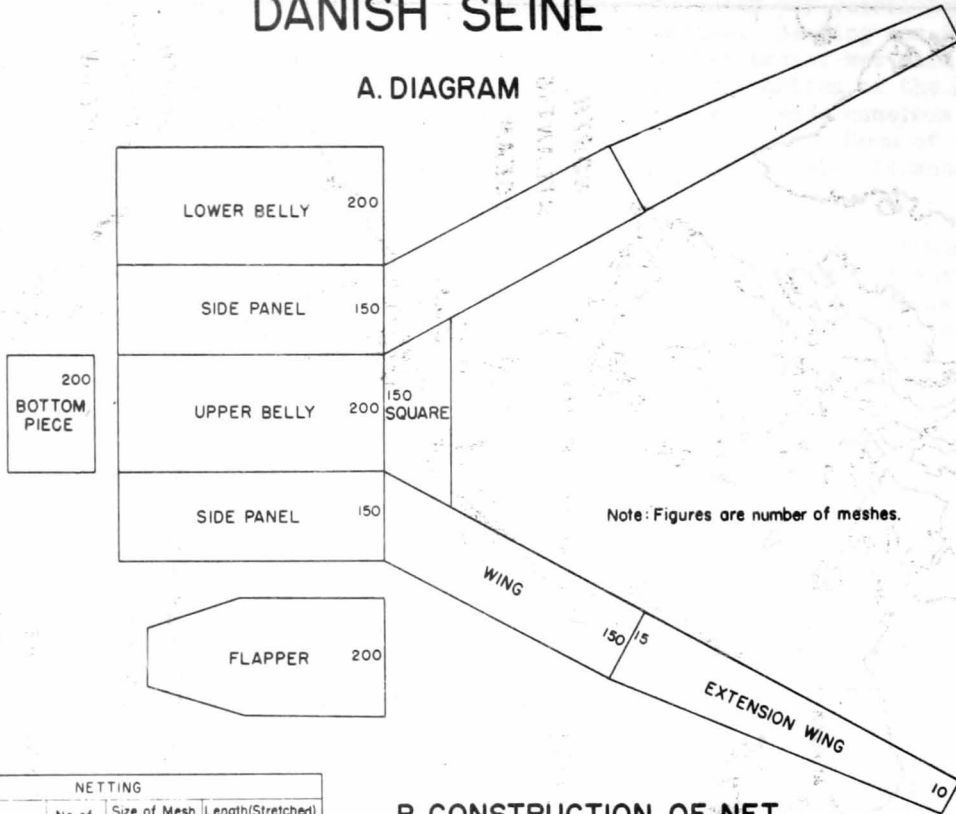 DANISH SEINE
A. DIAGRAM
LOWER BELLY 200
SIDE PANEL 150
200
BOTTOM
PIECE
UPPER BELLY 200
150
SQUARE
SIDE PANEL 150
Note: Figures are number of meshes.
WING
150 15
FLAPPER 200
EXTENSION WING
10
NETTING
No of Size of Mesh Length(Stretched)
B. CONSTRUCTION OF NET